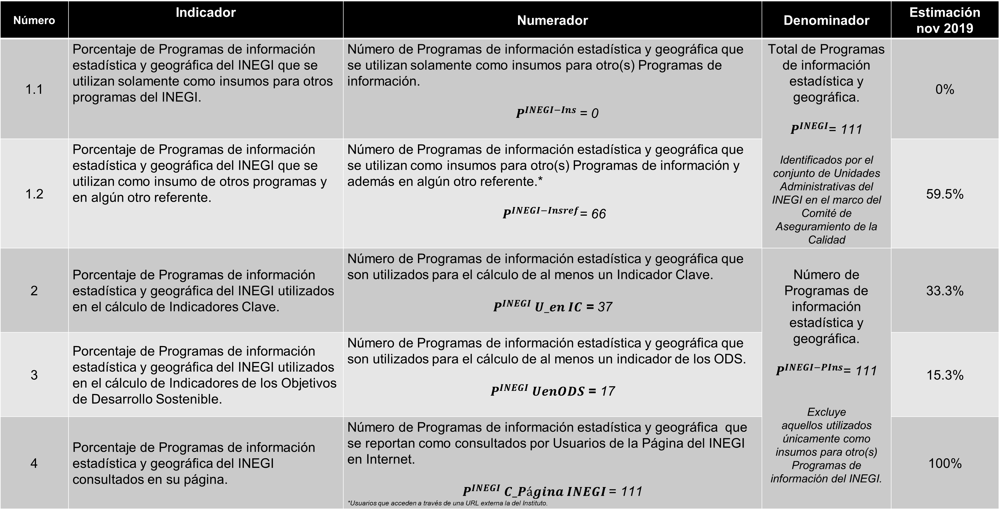 Número
Indicador
Numerador
Denominador
Estimación
nov 2019
1.1
Porcentaje de Programas de información
estadística y geográfica del INEGI que se
utilizan solamente como insumos para otros
programas del INEGI.
Número de Programas de información estadística y geográfica que
se utilizan solamente como insumos para otro(s) Programas de
información.
P^INEGI−Ins = 0
Total de Programas
de información
estadística y
geográfica.
P^INEGI= 111
Identificados por el
conjunto de Unidades
Administrativas del
INEGI en el marco del
Comité de
Aseguramiento de la
Calidad
0%
1.2
Porcentaje de Programas de información
estadística y geográfica del INEGI que se
utilizan como insumo de otros programas y
en algún otro referente.
Número de Programas de información estadística y geográfica que
se utilizan como insumos para otro(s) Programas de información y
además en algún otro referente.*
P^INEGI−Insref= 66
59.5%
2
Porcentaje de Programas de información
estadística y geográfica del INEGI utilizados
en el cálculo de Indicadores Clave.
Número de Programas de información estadística y geográfica que
son utilizados para el cálculo de al menos un Indicador Clave.
P^INEGI U_en IC = 37
Número de
Programas de
información
estadística y
geográfica.
P^INEGI−PIns= 111
Excluye
aquellos utilizados
únicamente como
insumos para otro(s)
Programas de
información del INEGI.
33.3%
3
Porcentaje de Programas de información
estadística y geográfica del INEGI utilizados
en el cálculo de Indicadores de los Objetivos
de Desarrollo Sostenible.
Número de Programas de información estadística y geográfica que
son utilizados para el cálculo de al menos un indicador de los ODS.
P^INEGI UenODS = 17
15.3%
4
Porcentaje de Programas de información
estadística y geográfica del INEGI
consultados en su página.
Número de Programas de información estadística y geográfica que
se reportan como consultados por Usuarios de la Página del INEGI
en Internet.
P^INEGI C_Página INEGI = 111
*Usuarios que acceden a través de una URL externa la del Instituto.
100%